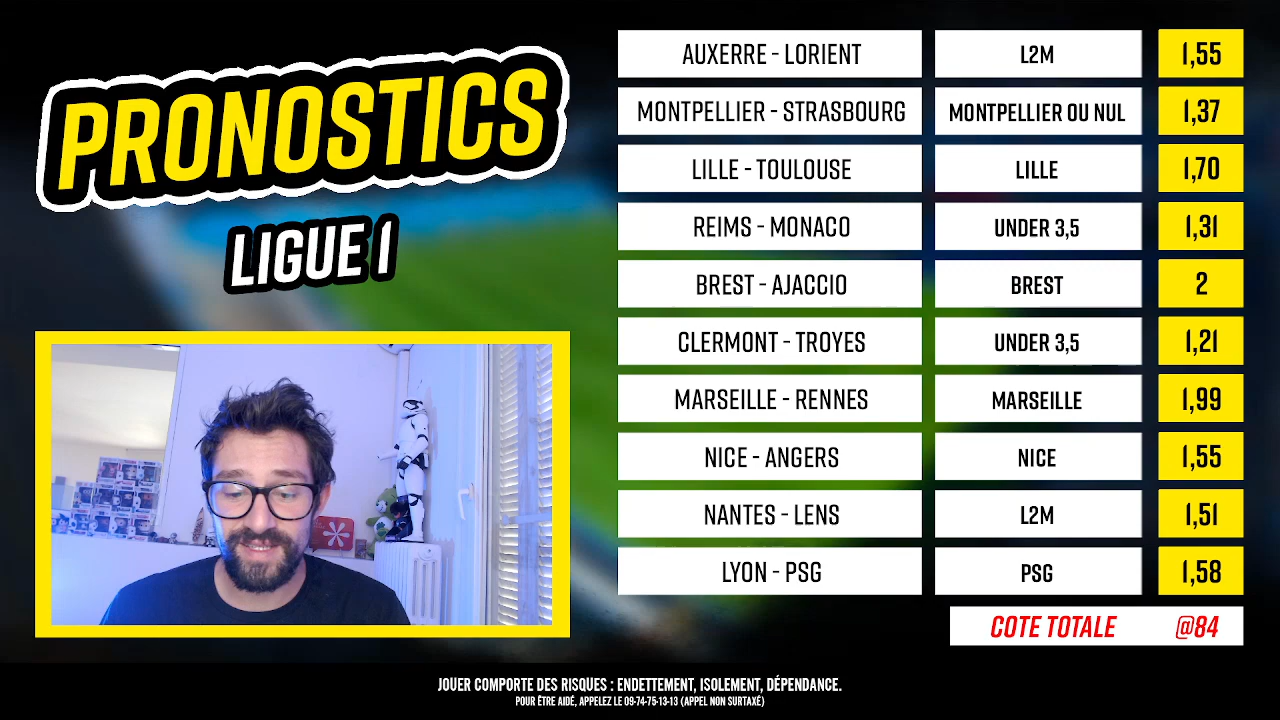 PRONOSTICS
LIGUE 1
AUXERRE - LORIENT L2M 1,55
MONTPELLIER - STRASBOURG MONTPELLIER OU NUL 1,37
LILLE - TOULOUSE LILLE 1,70
REIMS - MONACO UNDER 3,5 1,31
BREST - AJACCIO BREST 2
CLERMONT - TROYES UNDER 3,5 1,21
MARSEILLE - RENNES MARSEILLE 1,99
NICE - ANGERS NICE 1,55
NANTES - LENS L2M 1,51
LYON - PSG PSG 1,58
COTE TOTALE @84
JOUER COMPORTE DES RISQUES : ENDETTEMENT, ISOLEMENT, DÉPENDANCE.
POUR ÊTRE AIDÉ, APPELEZ LE 09-74-75-13-13 (APPEL NON SURTAXÉ)